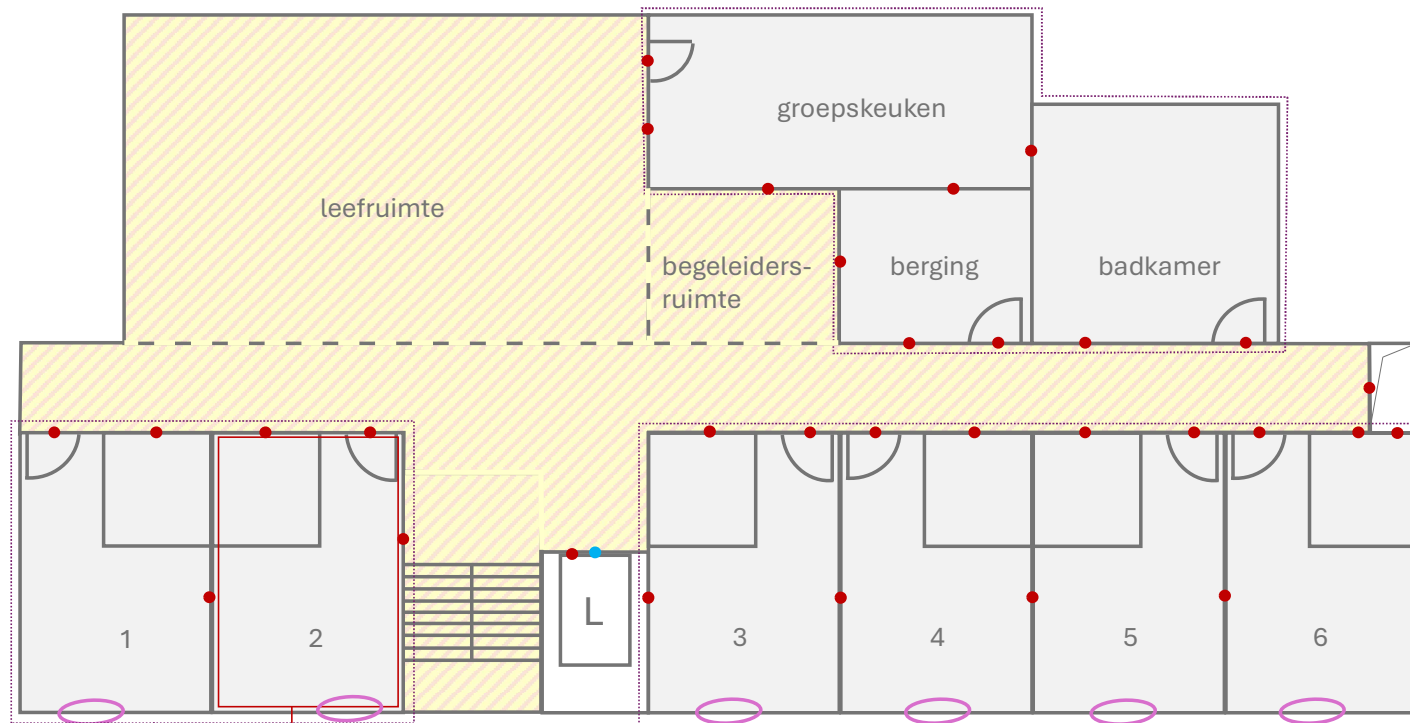 groepskeuken
leefruimte
begeleiders-
ruimte
berging
badkamer
L
1
2
3
4
5
6